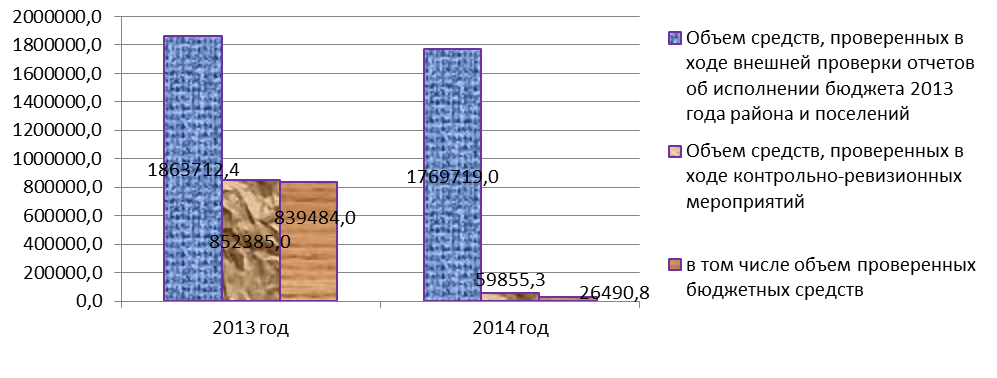 2000000,0
1800000,0
1600000,0
1400000,0
1200000,0
1000000,0
800000,0
600000,0
400000,0
200000,0
0,0
1863712,4
852385,0
839484,0
1769719,0
59855,3
26490,8
2013 год
2014 год
Объем средств, проверенных в
ходе внешней проверки отчетов
об исполнении бюджета 2013
года района и поселений
Объем средств, проверенных в
ходе контрольно-ревизионных
мероприятий
в том числе объем проверенных
бюджетных средств